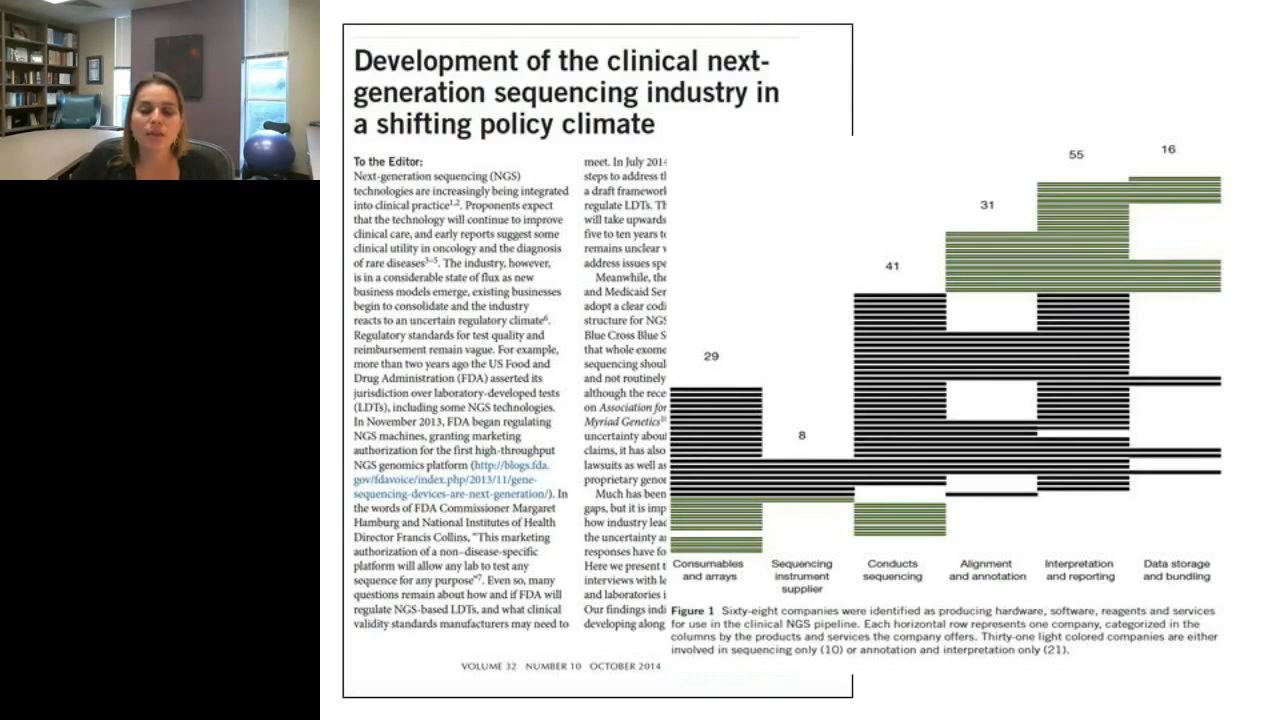 Development of the clinical next-
generation sequencing industry in
a shifting policy climate
To the Editor:
Next-generation sequencing (NGS)
technologies are increasingly being integrated
into clinical practice1,2. Proponents expect
that the technology will continue to improve
clinical care, and early reports suggest some
clinical utility in oncology and the diagnosis
of rare diseases3–5. The industry, however,
is in a considerable state of flux as new
business models emerge, existing businesses
begin to consolidate and the industry
reacts to an uncertain regulatory climate6.
Regulatory standards for test quality and
reimbursement remain vague. For example,
more than two years ago the US Food and
Drug Administration (FDA) asserted its
jurisdiction over laboratory-developed tests
(LDTs), including some NGS technologies.
In November 2013, FDA began regulating
NGS machines, granting marketing
authorization for the first high-throughput
NGS genomics platform (http://blogs.fda.
gov/fdavoice/index.php/2013/11/gene-
sequencing-devices-are-next-generation/). In
the words of FDA Commissioner Margaret
Hamburg and National Institutes of Health
Director Francis Collins, “This marketing
authorization of a non–disease-specific
platform will allow any lab to test any
sequence for any purpose”7. Even so, many
questions remain about how and if FDA will
regulate NGS-based LDTs, and what clinical
validity standards manufacturers may need to
meet. In July 2014
steps to address
a draft framework
regulate LDTs.
will take upwards
five to ten years to
remains unclear
address issues
Meanwhile, the
and Medicaid
adopt a clear
structure for NGS
Blue Cross Blue
that whole exome
sequencing
and not routinely
although the
on Association for
Myriad Genetics
uncertainty
claims, it has also
lawsuits as well as
proprietary
Much has been
gaps, but it is
how industry
the uncertainty
responses have
Here we present
interviews with
and laboratories
Our findings
developing along
VOLUME 32 NUMBER 10 OCTOBER 2014
29
8
41
31
55
16
Consumables
and arrays
Sequencing
instrument
supplier
Conducts
sequencing
Alignment
and annotation
Interpretation
and reporting
Data storage
and bundling
Figure 1 Sixty-eight companies were identified as producing hardware, software, reagents and services
for use in the clinical NGS pipeline. Each horizontal row represents one company, categorized in the
columns by the products and services the company offers. Thirty-one light colored companies are either
involved in sequencing only (10) or annotation and interpretation only (21).